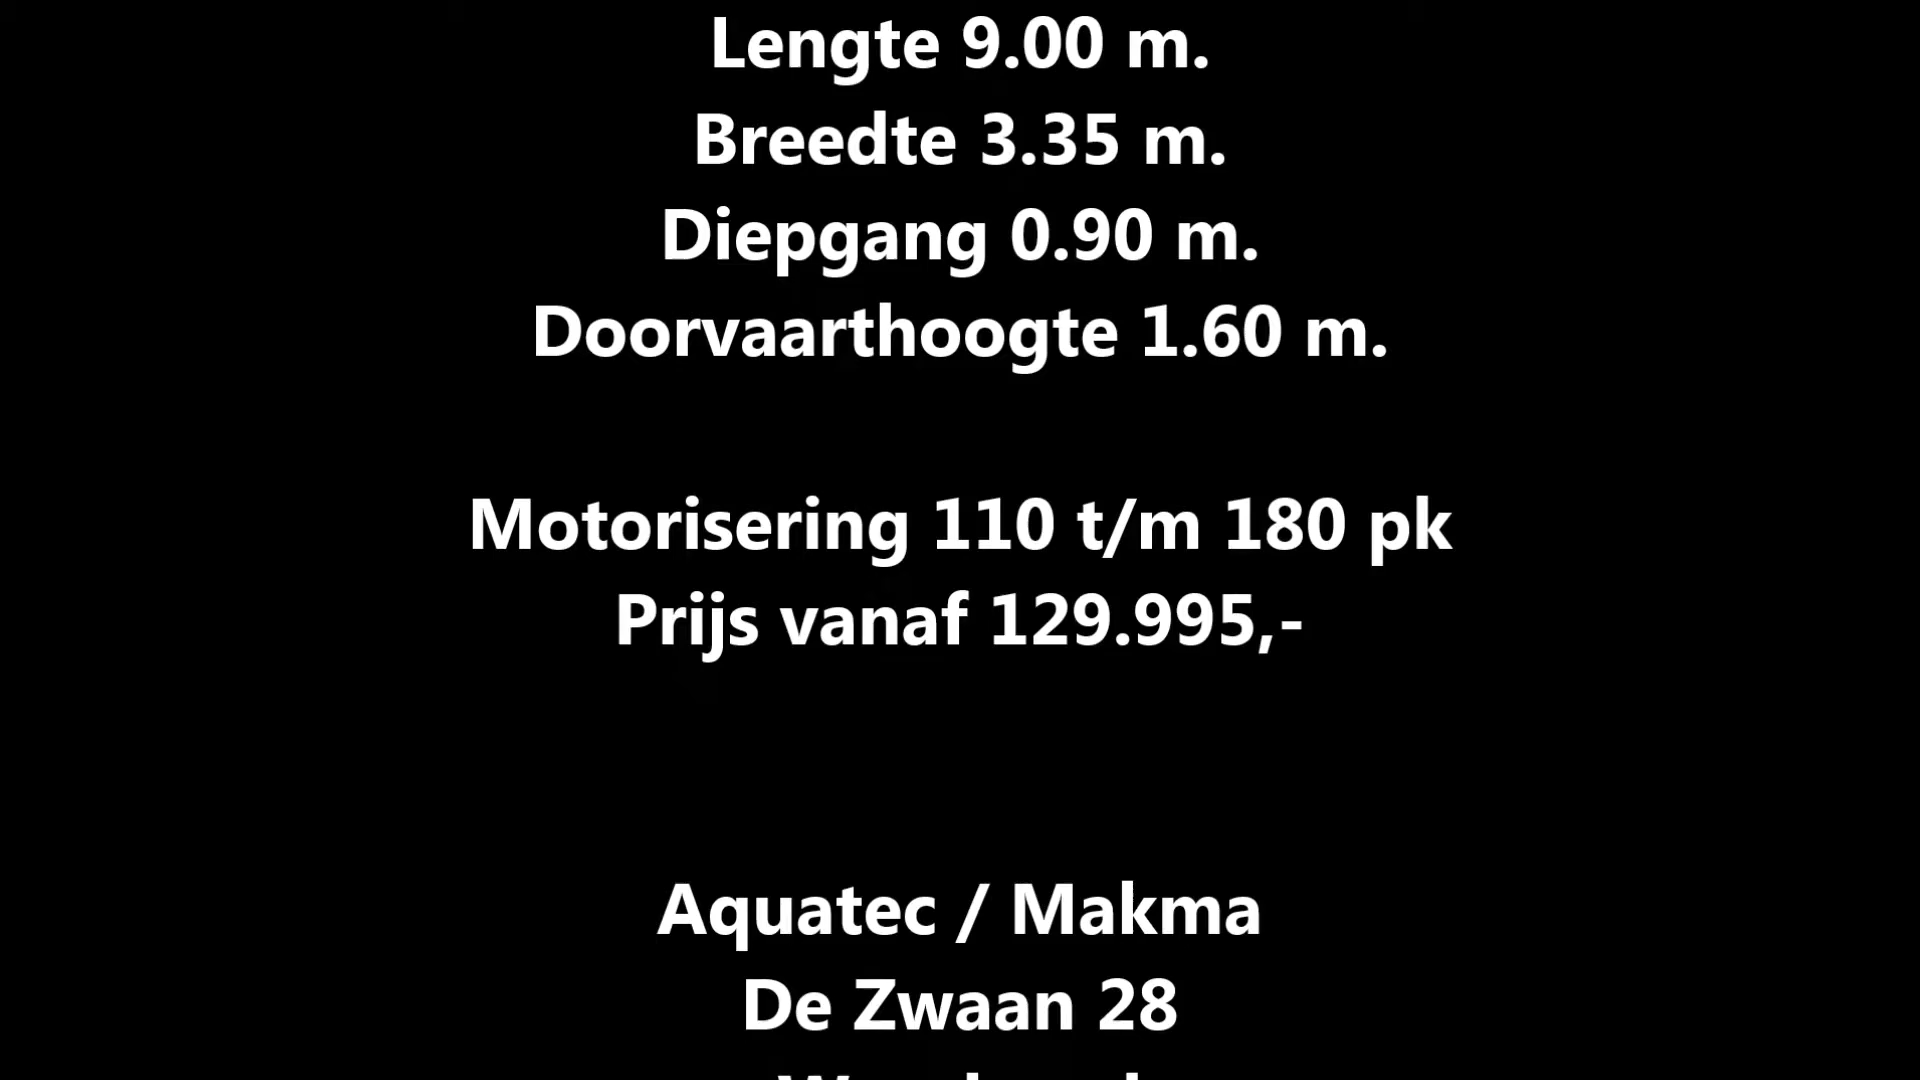 Lengte 9.00 m.
Breedte 3.35 m.
Diepgang 0.90 m.
Doorvaarthoogte 1.60 m.
Motorisering 110 t/m 180 pk
Prijs vanaf 129.995,-
Aquatec / Makma
De Zwaan 28